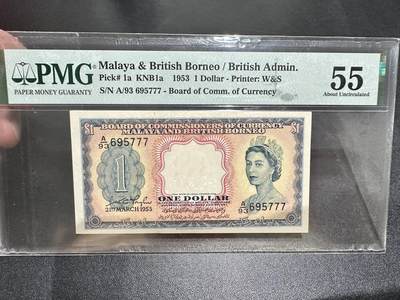 PMG
PAPER MONEY GUARANTY
Malaya & British Borneo / British Admin.
Pick# 1a KNB1a 1953 1 Dollar - Printer: W&S
S/N A/93 695777 - Board of Comm. of Currency
55
About Uncirculated
BOARD OF COMMISSIONERS OF CURRENCY
MALAYA AND BRITISH BORNEO
$1
$1
A/93 695777
1
ONE DOLLAR
21ST MARCH 1953
A/93 695777